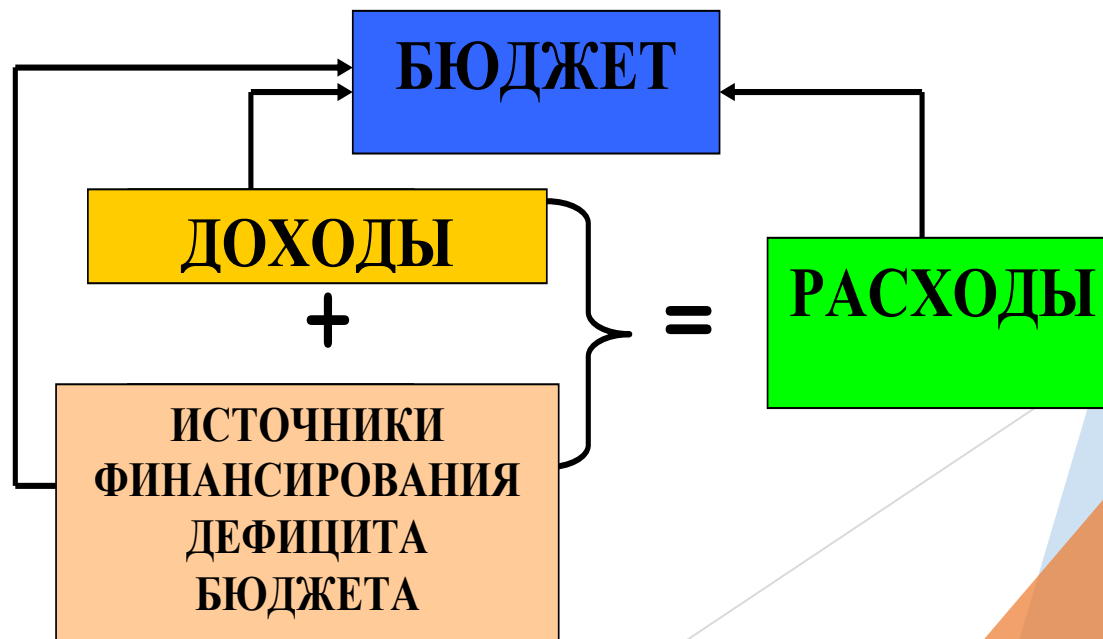 БЮДЖЕТ
ДОХОДЫ
+
=
РАСХОДЫ
ИСТОЧНИКИ
ФИНАНСИРОВАНИЯ
ДЕФИЦИТА
БЮДЖЕТА